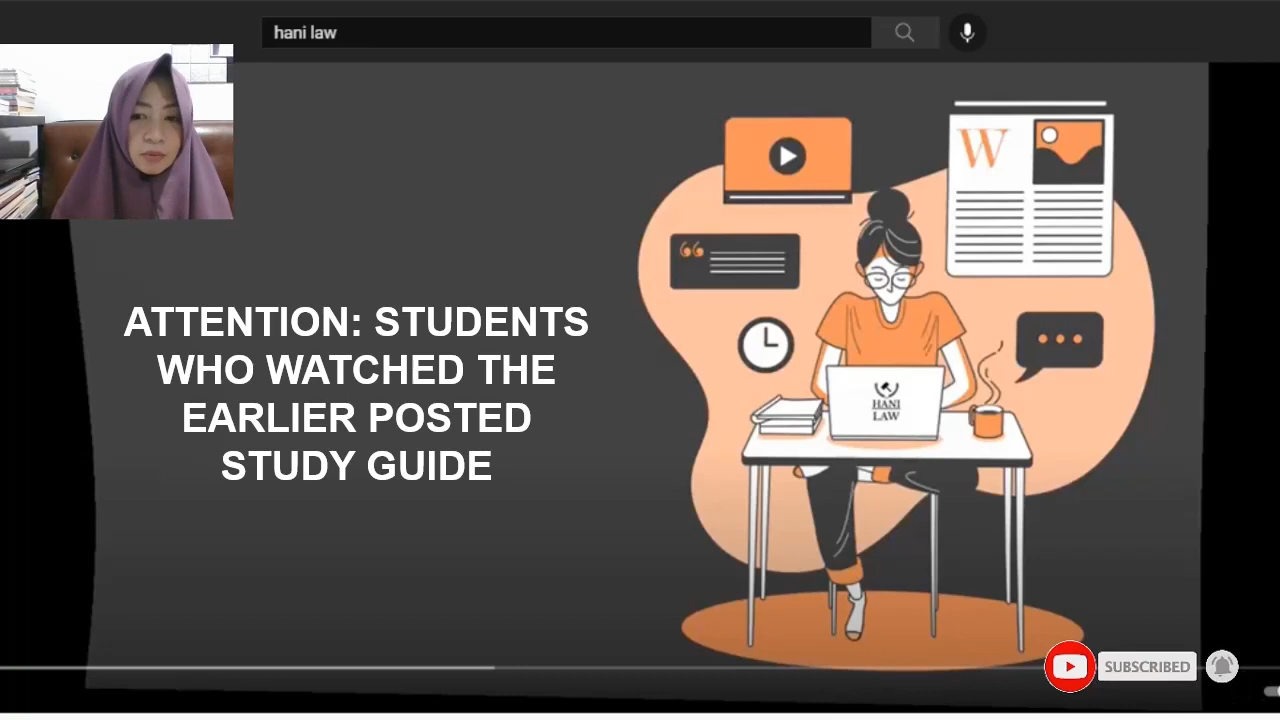 hani law
W
ATTENTION: STUDENTS
WHO WATCHED THE
EARLIER POSTED
STUDY GUIDE
HANI
LAW
SUBSCRIBED